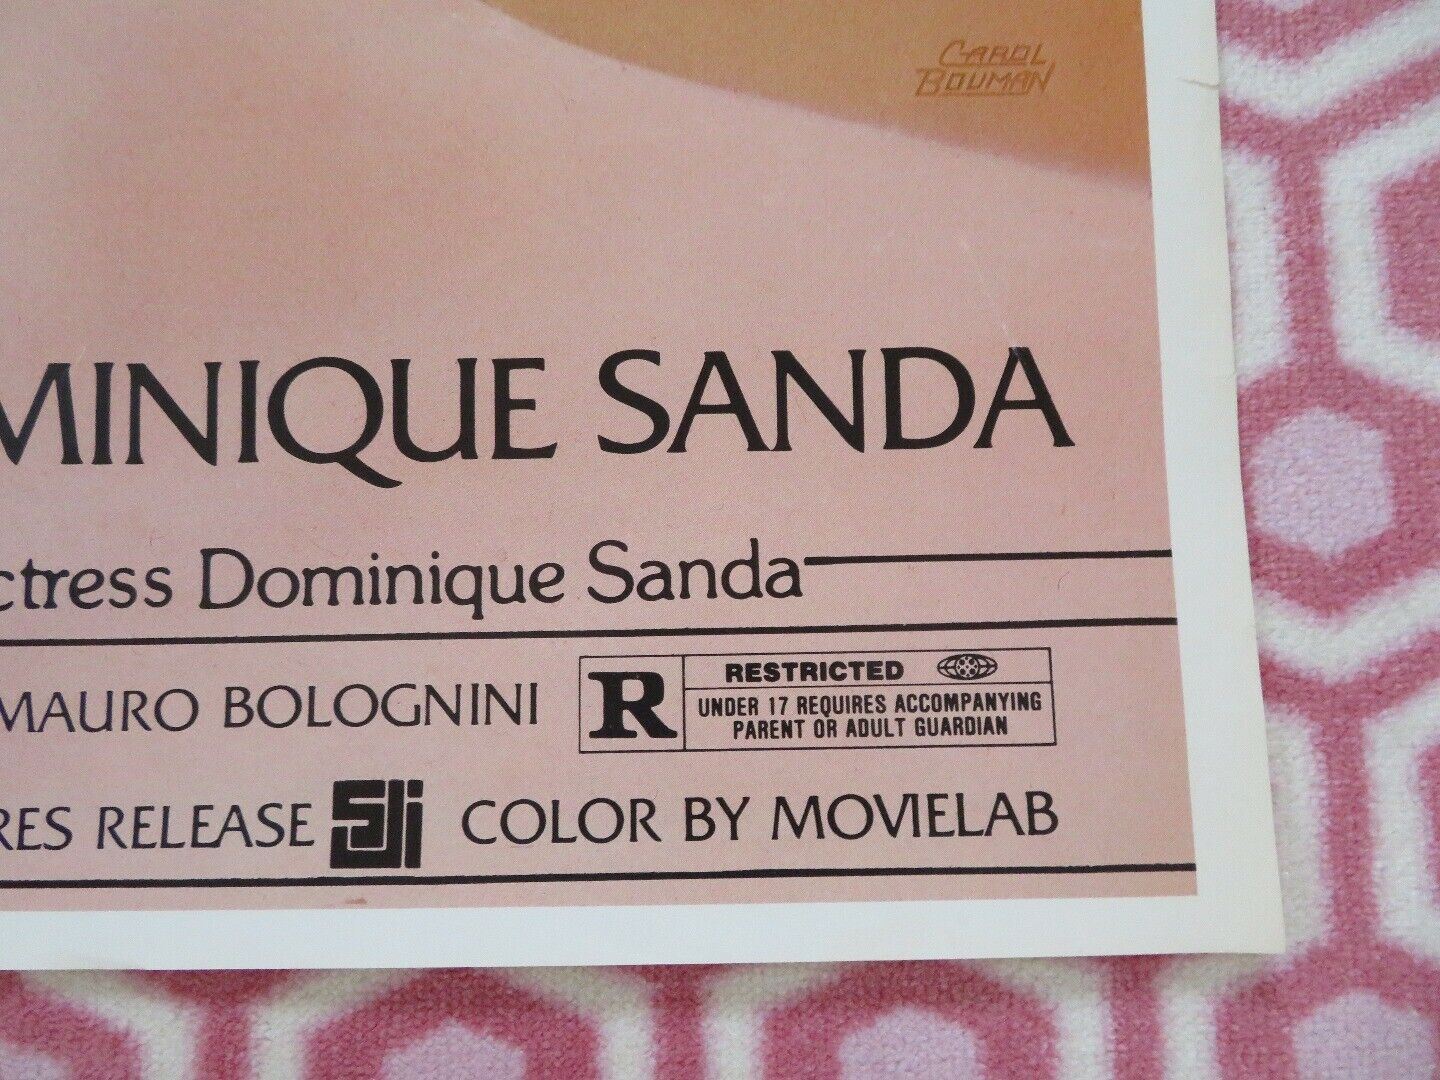 CAROL
BOUMAN
MINIQUE SANDA
ctress Dominique Sanda
MAURO BOLOGNINI
R
RESTRICTED
UNDER 17 REQUIRES ACCOMPANYING
PARENT OR ADULT GUARDIAN
RES RELEASE SLI COLOR BY MOVIELAB